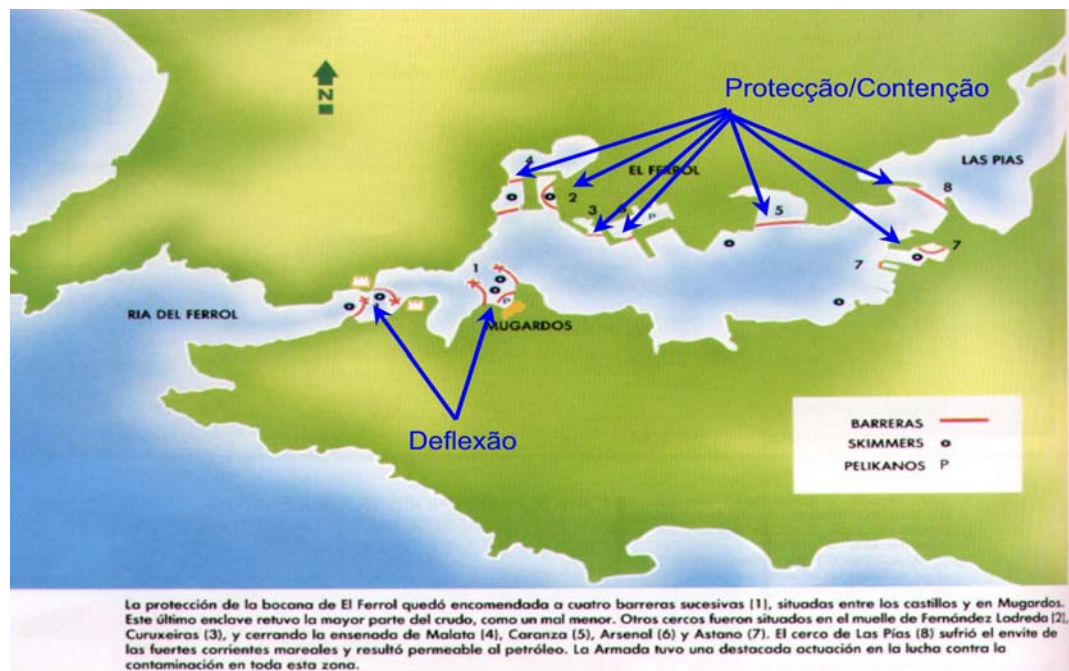 Protecção/Contenção
N
4
EL FERROL
LAS PIAS
2
8
3
6
P
5
7
1
7
P
RIA DEL FERROL
MUGARDOS
Deflexão
BARRERAS
SKIMMERS
PELIKANOS P
La protección de la bocana de El Ferrol quedó encomendada a cuatro barreras sucesivas (1), situadas entre los castillos y en Mugardos.
Este último enclave retuvo la mayor parte del crudo, como un mal menor. Otros cercos fueron situados en el muelle de Fernández Ladreda (2),
Curuxeiras (3), y cerrando la ensenada de Malata (4), Caranza (5), Arsenal (6) y Astano (7). El cerco de Las Pías (8) sufrió el envite de
las fuertes corrientes mareales y resultó permeable al petróleo. La Armada tuvo una destacada actuación en la lucha contra la
contaminación en toda esta zona.